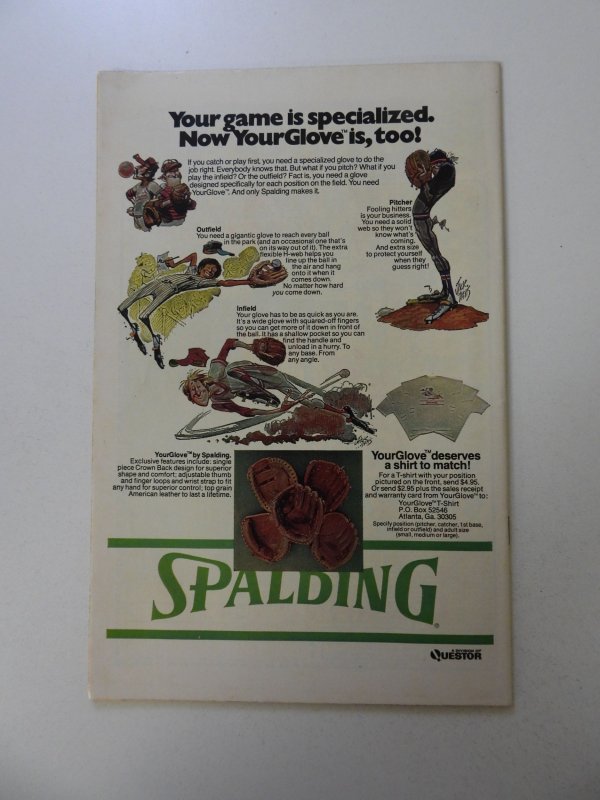 Your game is specialized.
Now YourGlove™ is, too!
If you catch or play first, you need a specialized glove to do the
job right. Everybody knows that. But what if you pitch? What if you
play the infield? Or the outfield? Fact is, you need a glove
designed specifically for each position on the field. You need
YourGlove™. And only Spalding makes it.
Pitcher
Fooling hitters
is your business.
You need a solid
web so they won't
know what's
coming.
And extra size
to protect yourself
when they
guess right!
Outfield
You need a gigantic glove to reach every ball
in the park (and an occasional one that's
on its way out of it). The extra
flexible H-web helps you
line up the ball in
the air and hang
onto it when it
comes down.
No matter how hard
you come down.
Infield
Your glove has to be as quick as you are.
It's a wide glove with squared-off fingers
so you can get more of it down in front of
the ball. It has a shallow pocket so you can
find the handle and
unload in a hurry. To
any base. From
any angle.
YourGlove™ by Spalding.
Exclusive features include: single
piece Crown Back design for superior
shape and comfort; adjustable thumb
and finger loops and wrist strap to fit
any hand for superior control; top grain
American leather to last a lifetime.
YourGlove™ deserves
a shirt to match!
For a T-shirt with your position
pictured on the front, send $4.95.
Or send $2.95 plus the sales receipt
and warranty card from YourGlove™ to:
YourGlove™ T-Shirt
P.O. Box 52546
Atlanta, Ga. 30305
Specify position (pitcher, catcher, 1st base,
infield or outfield) and adult size
(small, medium or large).
SPALDING®
A DIVISION OF
QUESTOR